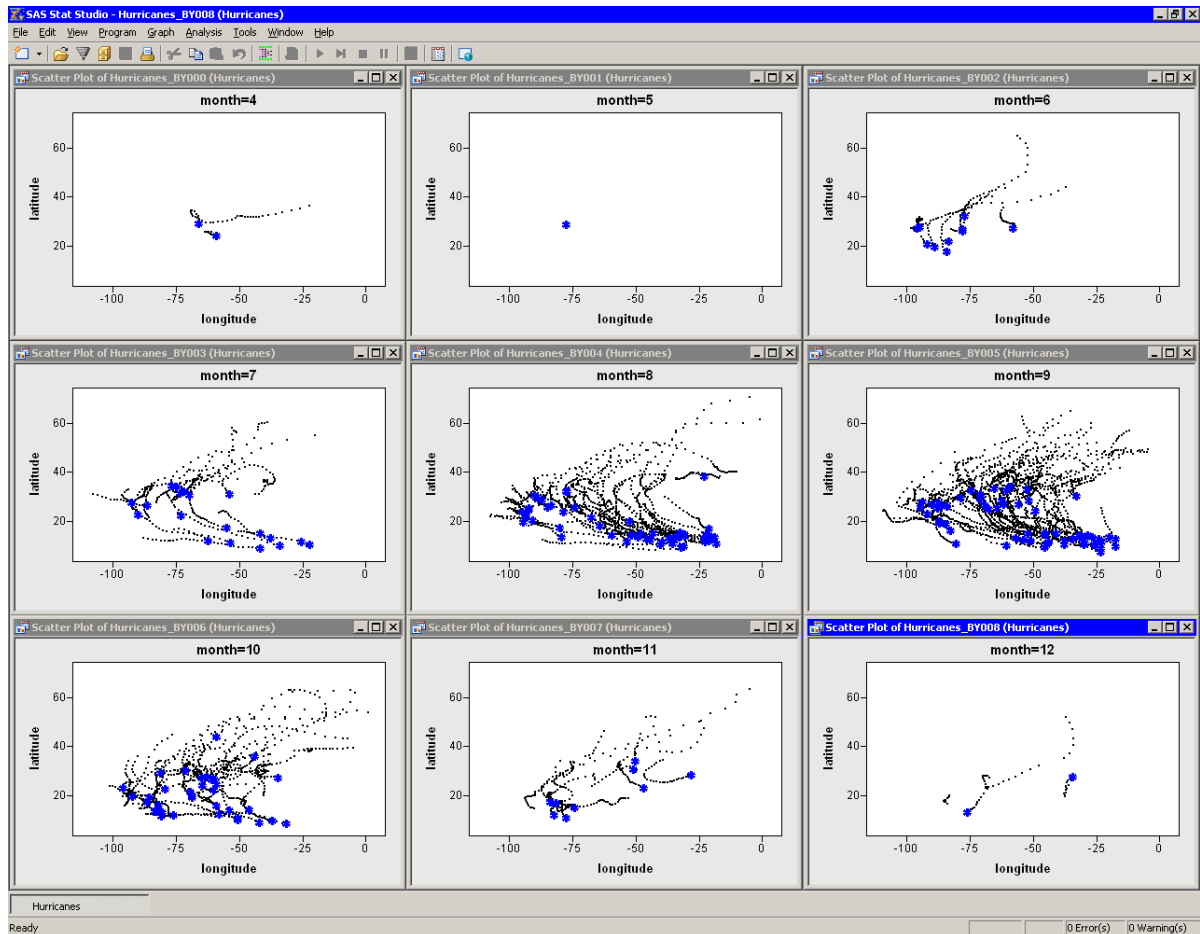 SAS Stat Studio - Hurricanes_BY008 (Hurricanes)
File Edit View Program Graph Analysis Tools Window Help
Scatter Plot of Hurricanes_BY000 (Hurricanes)
month=4
60
40
20
latitude
-100 -75 -50 -25 0
longitude
Scatter Plot of Hurricanes_BY001 (Hurricanes)
month=5
60
40
20
latitude
-100 -75 -50 -25 0
longitude
Scatter Plot of Hurricanes_BY002 (Hurricanes)
month=6
60
40
20
latitude
-100 -75 -50 -25 0
longitude
Scatter Plot of Hurricanes_BY003 (Hurricanes)
month=7
60
40
20
latitude
-100 -75 -50 -25 0
longitude
Scatter Plot of Hurricanes_BY004 (Hurricanes)
month=8
60
40
20
latitude
-100 -75 -50 -25 0
longitude
Scatter Plot of Hurricanes_BY005 (Hurricanes)
month=9
60
40
20
latitude
-100 -75 -50 -25 0
longitude
Scatter Plot of Hurricanes_BY006 (Hurricanes)
month=10
60
40
20
latitude
-100 -75 -50 -25 0
longitude
Scatter Plot of Hurricanes_BY007 (Hurricanes)
month=11
60
40
20
latitude
-100 -75 -50 -25 0
longitude
Scatter Plot of Hurricanes_BY008 (Hurricanes)
month=12
60
40
20
latitude
-100 -75 -50 -25 0
longitude
Hurricanes
Ready 0 Error(s) 0 Warning(s)